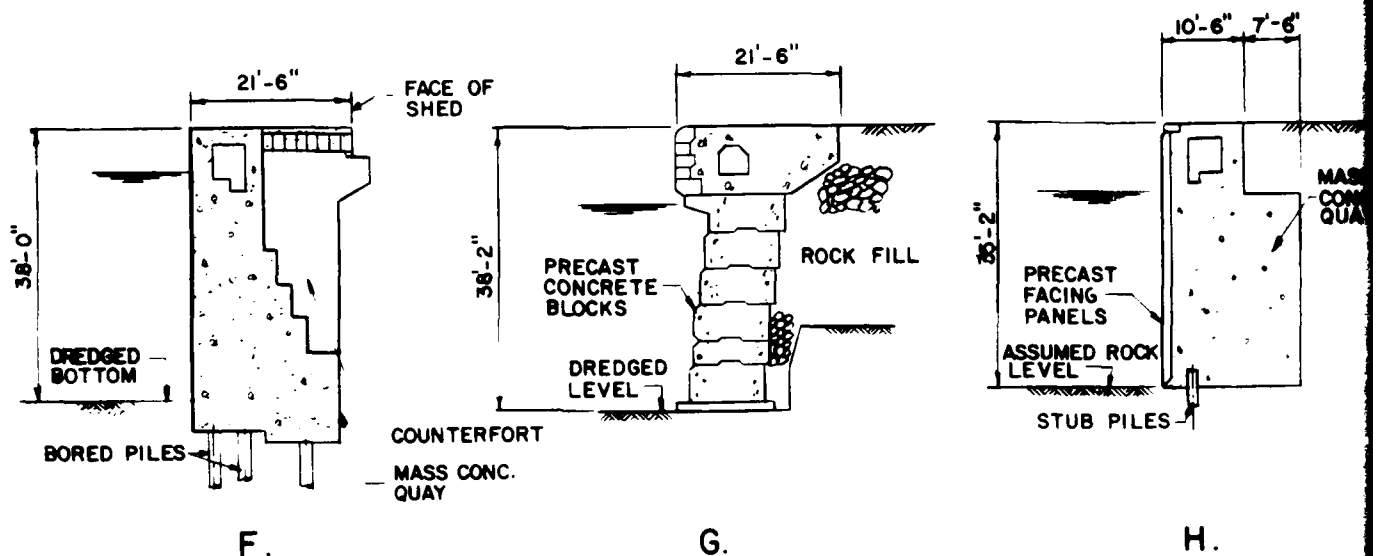 21'-6"
FACE OF
SHED
38'-0"
DREDGED
BOTTOM
BORED PILES
COUNTERFORT
MASS CONC.
QUAY
F.
21'-6"
38'-2"
PRECAST
CONCRETE
BLOCKS
ROCK FILL
DREDGED
LEVEL
G.
10'-6" 7'-6"
PRECAST
FACING
PANELS
ASSUMED ROCK
LEVEL
STUB PILES
H.